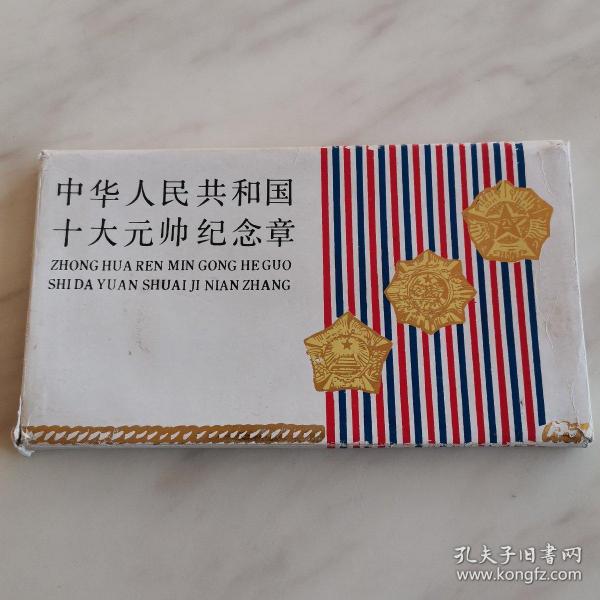 中华人民共和国
十大元帅纪念章
ZHONG HUA REN MIN GONG HE GUO
SHI DA YUAN SHUAI JI NIAN ZHANG
孔夫子旧书网
www.kongfz.com